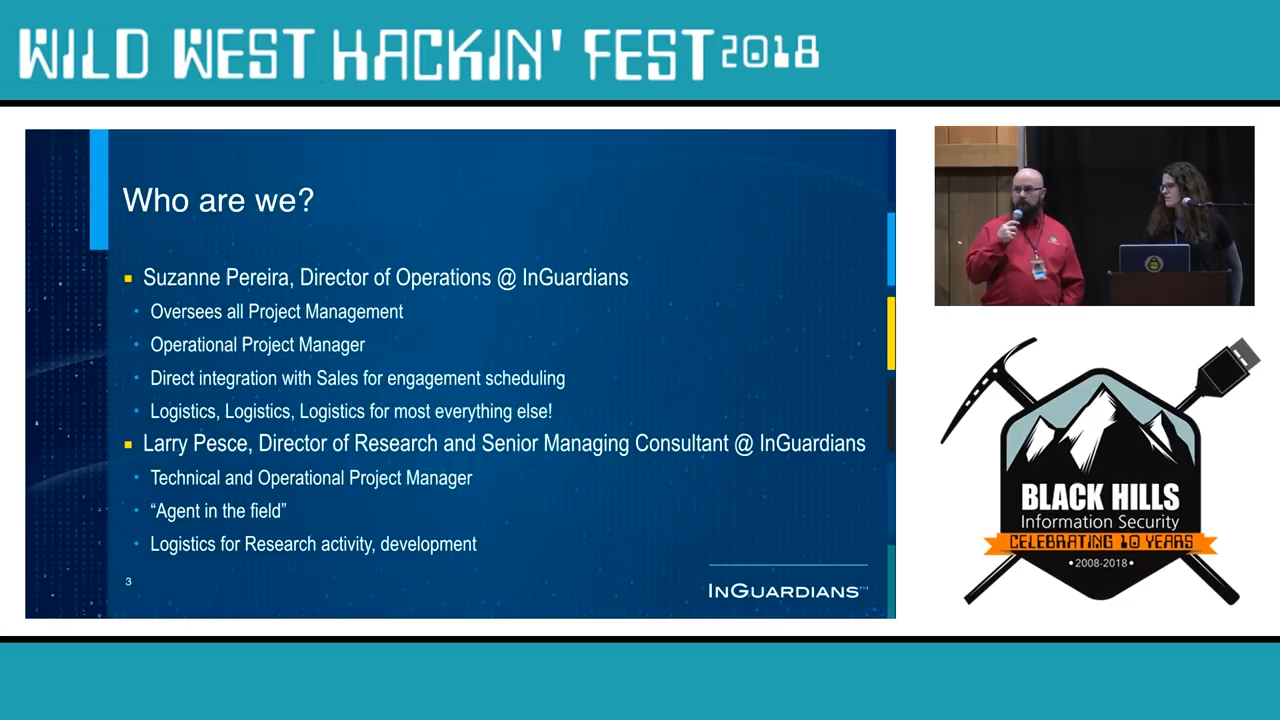 WILD WEST HACKIN' FEST 2018
Who are we?
Suzanne Pereira, Director of Operations @ InGuardians
Oversees all Project Management
Operational Project Manager
Direct integration with Sales for engagement scheduling
Logistics, Logistics, Logistics for most everything else!
Larry Pesce, Director of Research and Senior Managing Consultant @ InGuardians
Technical and Operational Project Manager
“Agent in the field”
Logistics for Research activity, development
3
INGUARDIANS™
BLACK HILLS
Information Security
CELEBRATING 10 YEARS
•2008-2018•